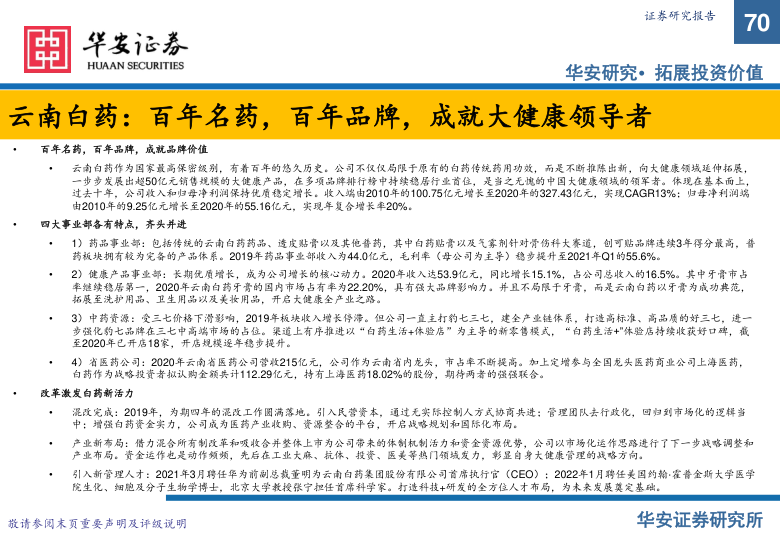 证券研究报告
70
华安证券
HUAAN SECURITIES
华安研究• 拓展投资价值
云南白药：百年名药，百年品牌，成就大健康领导者
• 百年名药，百年品牌，成就品牌价值
• 云南白药作为国家最高保密级别，有着百年的悠久历史。公司不仅仅局限于原有的白药传统药用功效，而是不断推陈出新，向大健康领域延伸拓展，
一步步发展出超50亿元销售规模的大健康产品，在多项品牌排行榜中持续稳居行业首位，是当之无愧的中国大健康领域的领军者。体现在基本面上，
过去十年，公司收入和归母净利润保持优质稳定增长。收入端由2010年的100.75亿元增长至2020年的327.43亿元，实现CAGR13%；归母净利润端
由2010年的9.25亿元增长至2020年的55.16亿元，实现年复合增长率20%。
• 四大事业部各有特点，齐头并进
• 1）药品事业部：包括传统的云南白药药品、透皮贴膏以及其他普药，其中白药贴膏以及气雾剂针对骨伤科大赛道，创可贴品牌连续3年得分最高，普
药板块拥有较为完备的产品体系。2019年药品事业部收入为44.0亿元，毛利率（母公司为主导）稳步提升至2021年Q1的55.6%。
• 2）健康产品事业部：长期优质增长，成为公司增长的核心动力。2020年收入达53.9亿元，同比增长15.1%，占公司总收入的16.5%。其中牙膏市占
率继续稳居第一，2020年云南白药牙膏的国内市场占有率为22.20%，具有强大品牌影响力。并且不局限于牙膏，而是云南白药以牙膏为成功典范，
拓展至洗护用品、卫生用品以及美妆用品，开启大健康全产业之路。
• 3）中药资源：受三七价格下滑影响，2019年板块收入增长停滞。但公司一直主打豹七三七，建全产业链体系，打造高标准、高品质的好三七，进一
步强化豹七品牌在三七中高端市场的占位。渠道上有序推进以“白药生活+体验店”为主导的新零售模式，“白药生活+”体验店持续收获好口碑，截
至2020年已开店18家，开店规模逐年稳步提升。
• 4）省医药公司：2020年云南省医药公司营收215亿元，公司作为云南省内龙头，市占率不断提高。加上定增参与全国龙头医药商业公司上海医药，
白药作为战略投资者拟认购金额共计112.29亿元，持有上海医药18.02%的股份，期待两者的强强联合。
• 改革激发白药新活力
• 混改完成：2019年，为期四年的混改工作圆满落地。引入民营资本，通过无实际控制人方式协商共进；管理团队去行政化，回归到市场化的逻辑当
中；增强白药资金实力，公司成为医药产业收购、资源整合的平台，开启战略规划和国际化布局。
• 产业新布局：借力混合所有制改革和吸收合并整体上市为公司带来的体制机制活力和资金资源优势，公司以市场化运作思路进行了下一步战略调整和
产业布局。资金运作也是动作频频，先后在工业大麻、抗体、投资、医美等热门领域发力，彰显自身大健康管理的战略方向。
• 引入新管理人才：2021年3月聘任华为前副总裁董明为云南白药集团股份有限公司首席执行官（CEO）；2022年1月聘任美国约翰·霍普金斯大学医学
院生化、细胞及分子生物学博士，北京大学教授张宁担任首席科学家。打造科技+研发的全方位人才布局，为未来发展奠定基础。
敬请参阅末页重要声明及评级说明
华安证券研究所